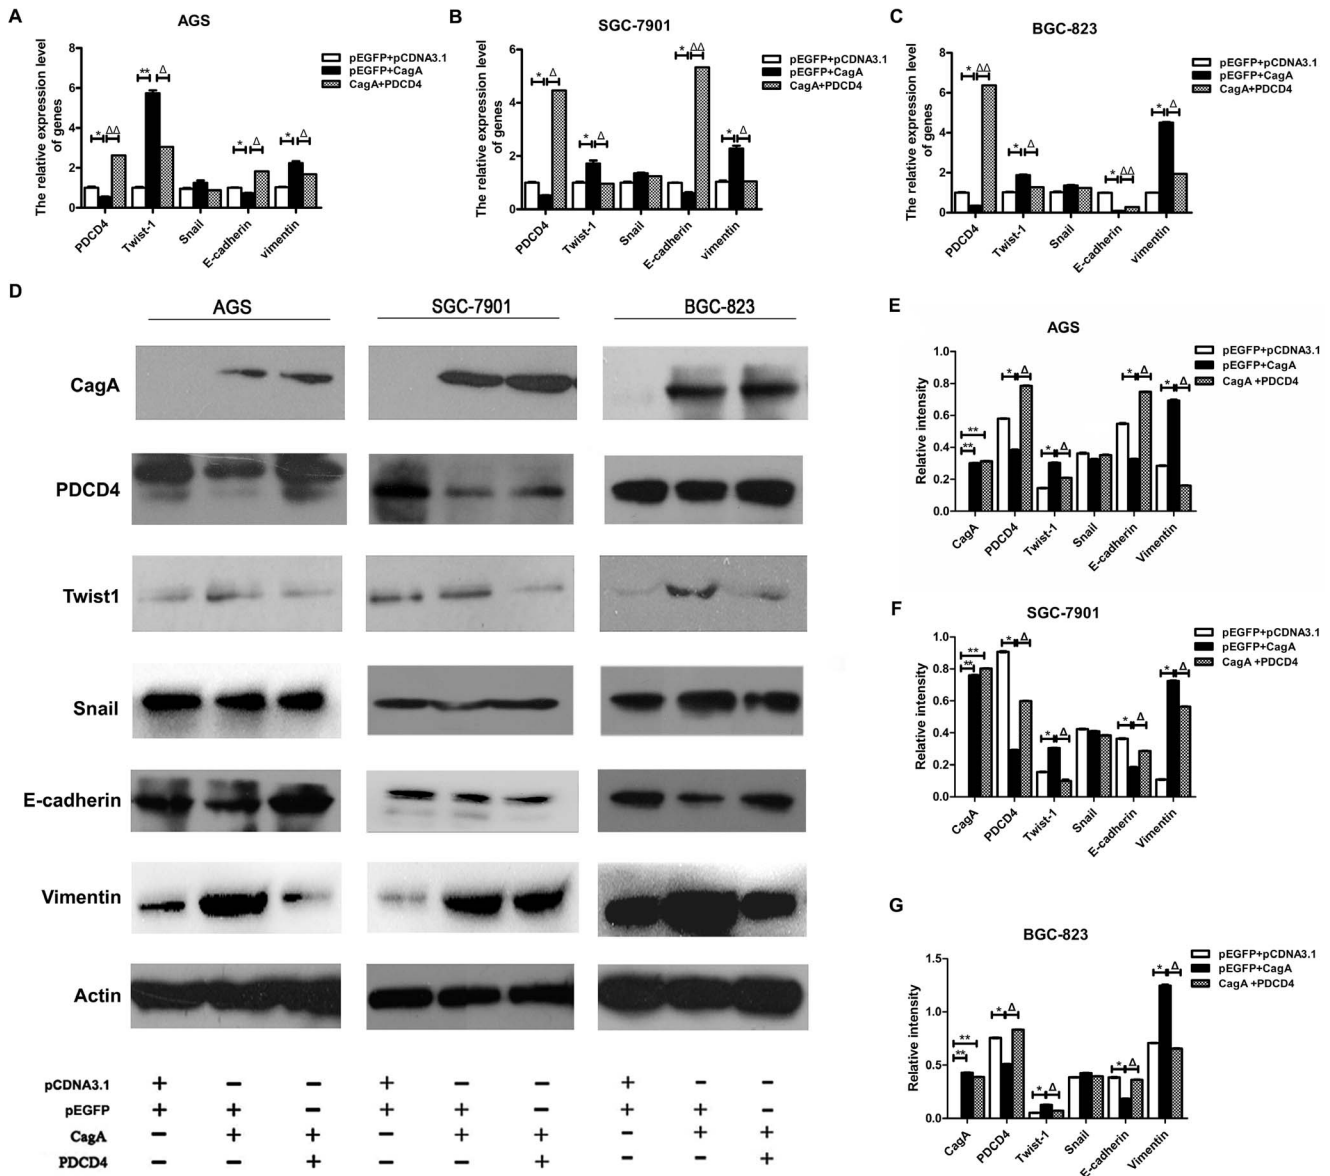 A
AGS
The relative expression level
of genes
8
6
4
2
0
** Δ
* ΔΔ
* Δ
* Δ
PDCD4
Twist-1
Snail
E-cadherin
vimentin
pEGFP+pCDNA3.1
pEGFP+CagA
CagA+PDCD4
B
SGC-7901
The relative expression level
of genes
6
4
2
0
* Δ
* Δ
* ΔΔ
* Δ
PDCD4
Twist-1
Snail
E-cadherin
vimentin
pEGFP+pCDNA3.1
pEGFP+CagA
CagA+PDCD4
C
BGC-823
The relative expression level
of genes
8
6
4
2
0
* ΔΔ
* Δ
* ΔΔ
* Δ
PDCD4
Twist-1
Snail
E-cadherin
vimentin
pEGFP+pCDNA3.1
pEGFP+CagA
CagA+PDCD4
D
AGS SGC-7901 BGC-823
CagA
PDCD4
Twist1
Snail
E-cadherin
Vimentin
Actin
pCDNA3.1 + − − + − − + − −
pEGFP + + − + + − + + −
CagA − + + − + + − + +
PDCD4 − − + − − + − − +
E
AGS
Relative intensity
1.0
0.8
0.6
0.4
0.2
0.0
**
**
* Δ
* Δ
* Δ
* Δ
CagA
PDCD4
Twist-1
Snail
E-cadherin
Vimentin
pEGFP+pCDNA3.1
pEGFP+CagA
CagA +PDCD4
F
SGC-7901
Relative intensity
1.0
0.8
0.6
0.4
0.2
0.0
**
**
* Δ
* Δ
* Δ
* Δ
CagA
PDCD4
Twist-1
Snail
E-cadherin
Vimentin
pEGFP+pCDNA3.1
pEGFP+CagA
CagA +PDCD4
G
BGC-823
Relative intensity
1.5
1.0
0.5
0.0
**
**
* Δ
* Δ
* Δ
* Δ
CagA
PDCD4
Twist-1
Snail
E-cadherin
Vimentin
pEGFP+pCDNA3.1
pEGFP+CagA
CagA +PDCD4